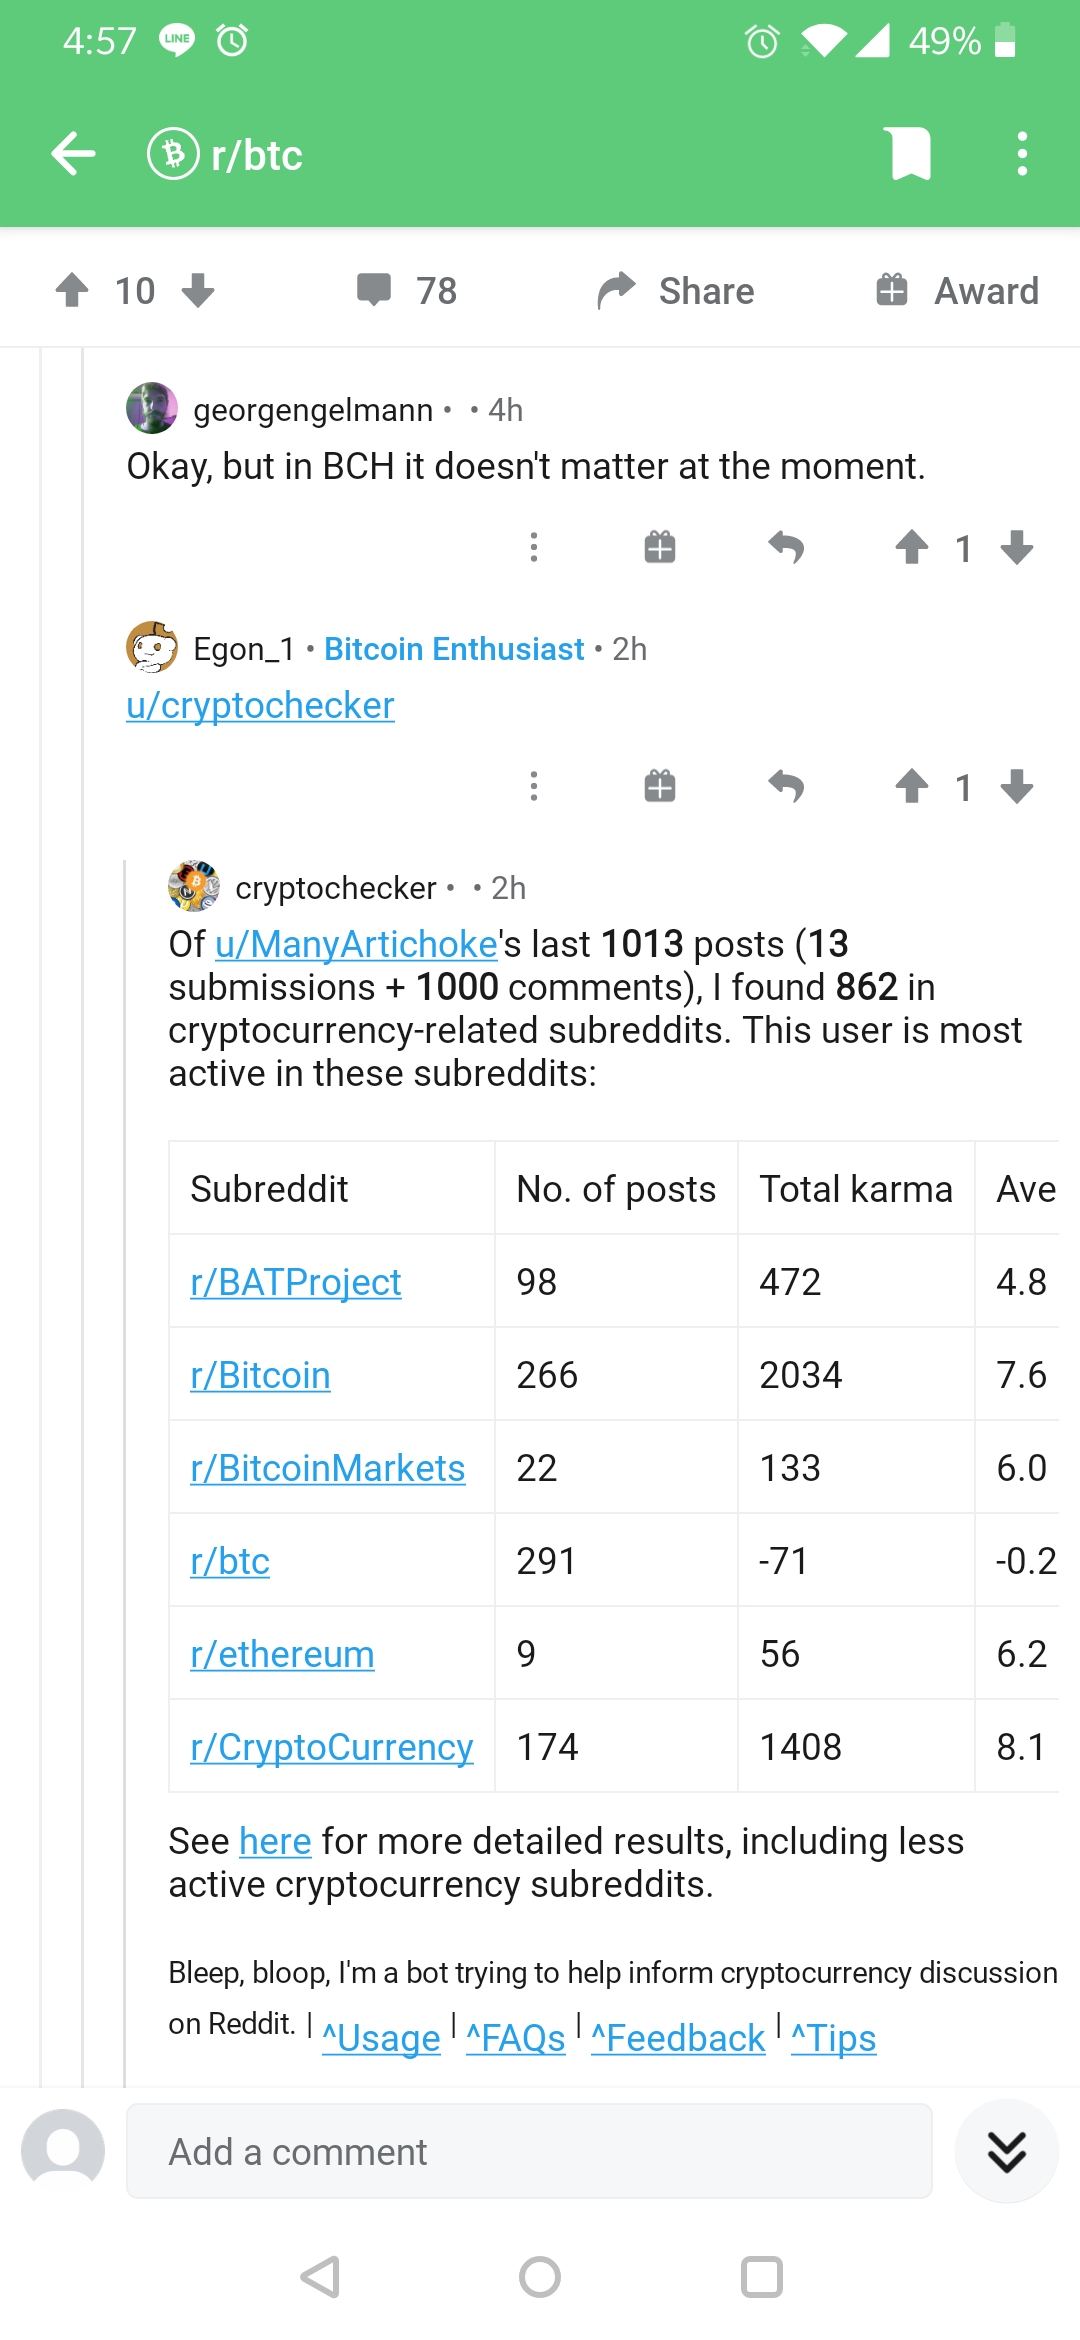 4:57 LINE 49%
r/btc
10 78 Share Award
georgengelmann • • 4h
Okay, but in BCH it doesn't matter at the moment.
1
Egon_1 • Bitcoin Enthusiast • 2h
u/cryptochecker
1
cryptochecker • • 2h
Of u/ManyArtichoke's last 1013 posts (13
submissions + 1000 comments), I found 862 in
cryptocurrency-related subreddits. This user is most
active in these subreddits:
Subreddit No. of posts Total karma Ave
r/BATProject 98 472 4.8
r/Bitcoin 266 2034 7.6
r/BitcoinMarkets 22 133 6.0
r/btc 291 -71 -0.2
r/ethereum 9 56 6.2
r/CryptoCurrency 174 1408 8.1
See here for more detailed results, including less
active cryptocurrency subreddits.
Bleep, bloop, I'm a bot trying to help inform cryptocurrency discussion
on Reddit. | ^Usage | ^FAQs | ^Feedback | ^Tips
Add a comment